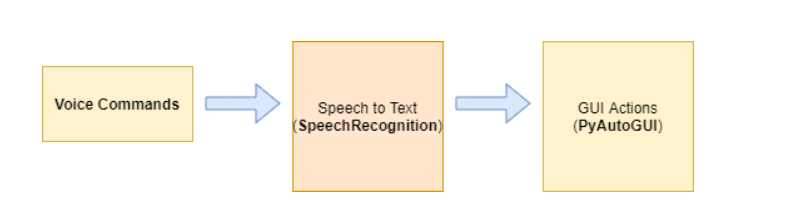 Voice Commands
Speech to Text
(SpeechRecognition)
GUI Actions
(PyAutoGUI)